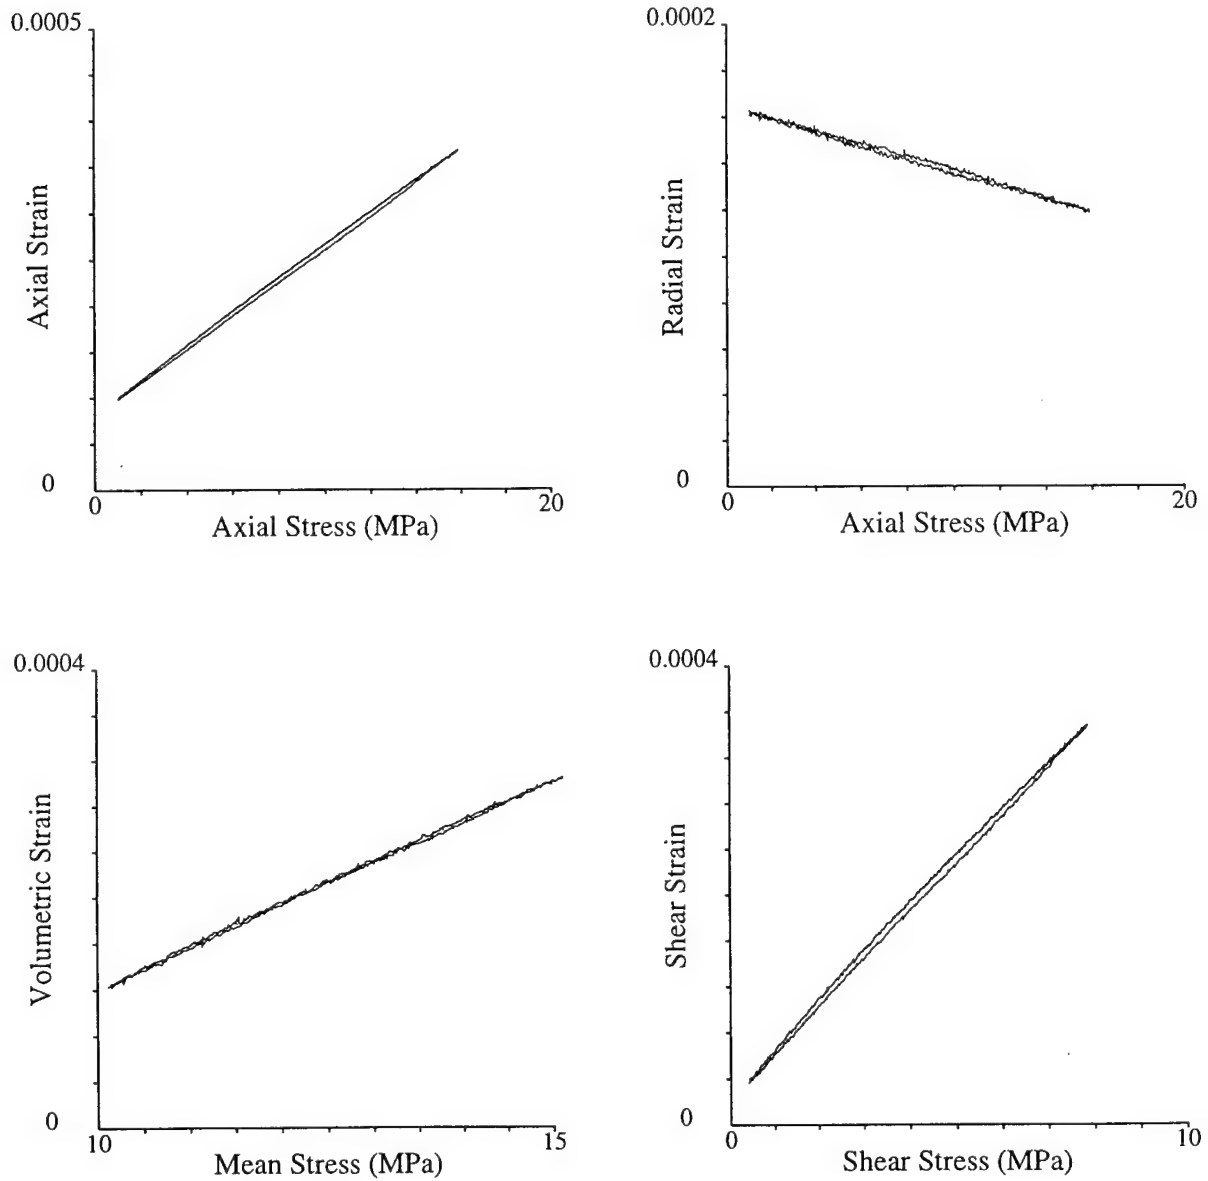 0.0005
Axial Strain
0
0
20
Axial Stress (MPa)
0.0002
Radial Strain
0
0
20
Axial Stress (MPa)
0.0004
Volumetric Strain
0
10
15
Mean Stress (MPa)
0.0004
Shear Strain
0
0
10
Shear Stress (MPa)